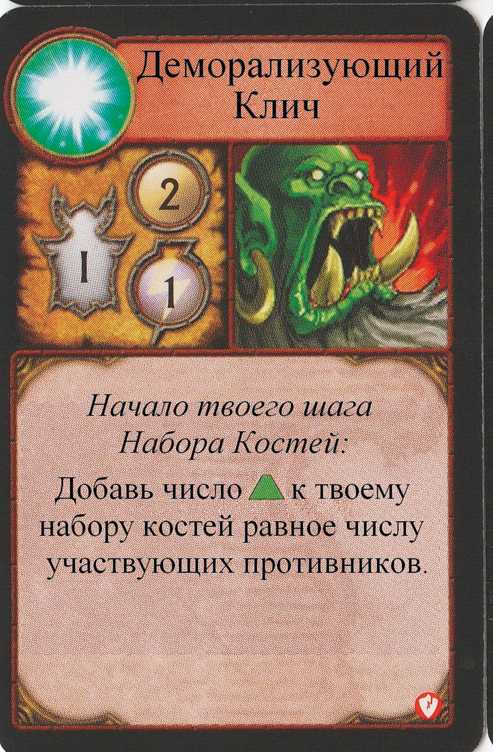 Деморализующий
Клич
2
1
1
Начало твоего шага
Набора Костей:
Добавь число к твоему
набору костей равное числу
участвующих противников.